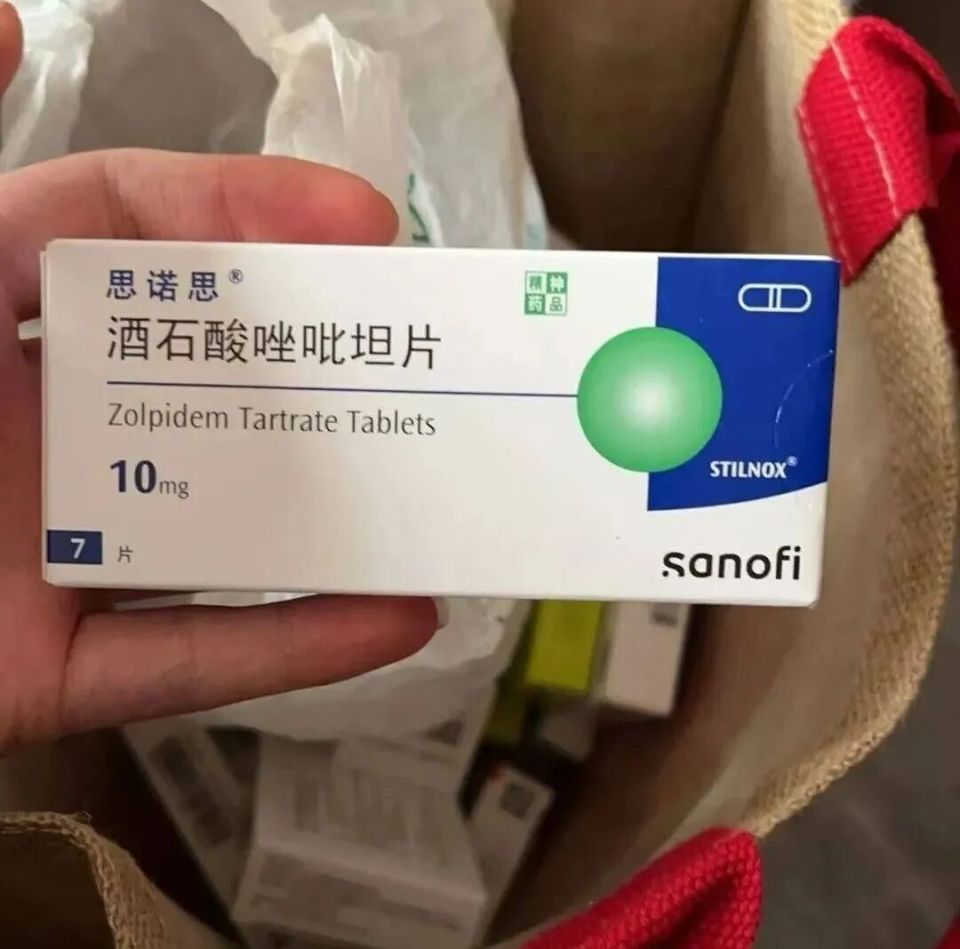 思诺思®
精神
药品
酒石酸唑吡坦片
Zolpidem Tartrate Tablets
10mg
STILNOX®
7片
sanofi